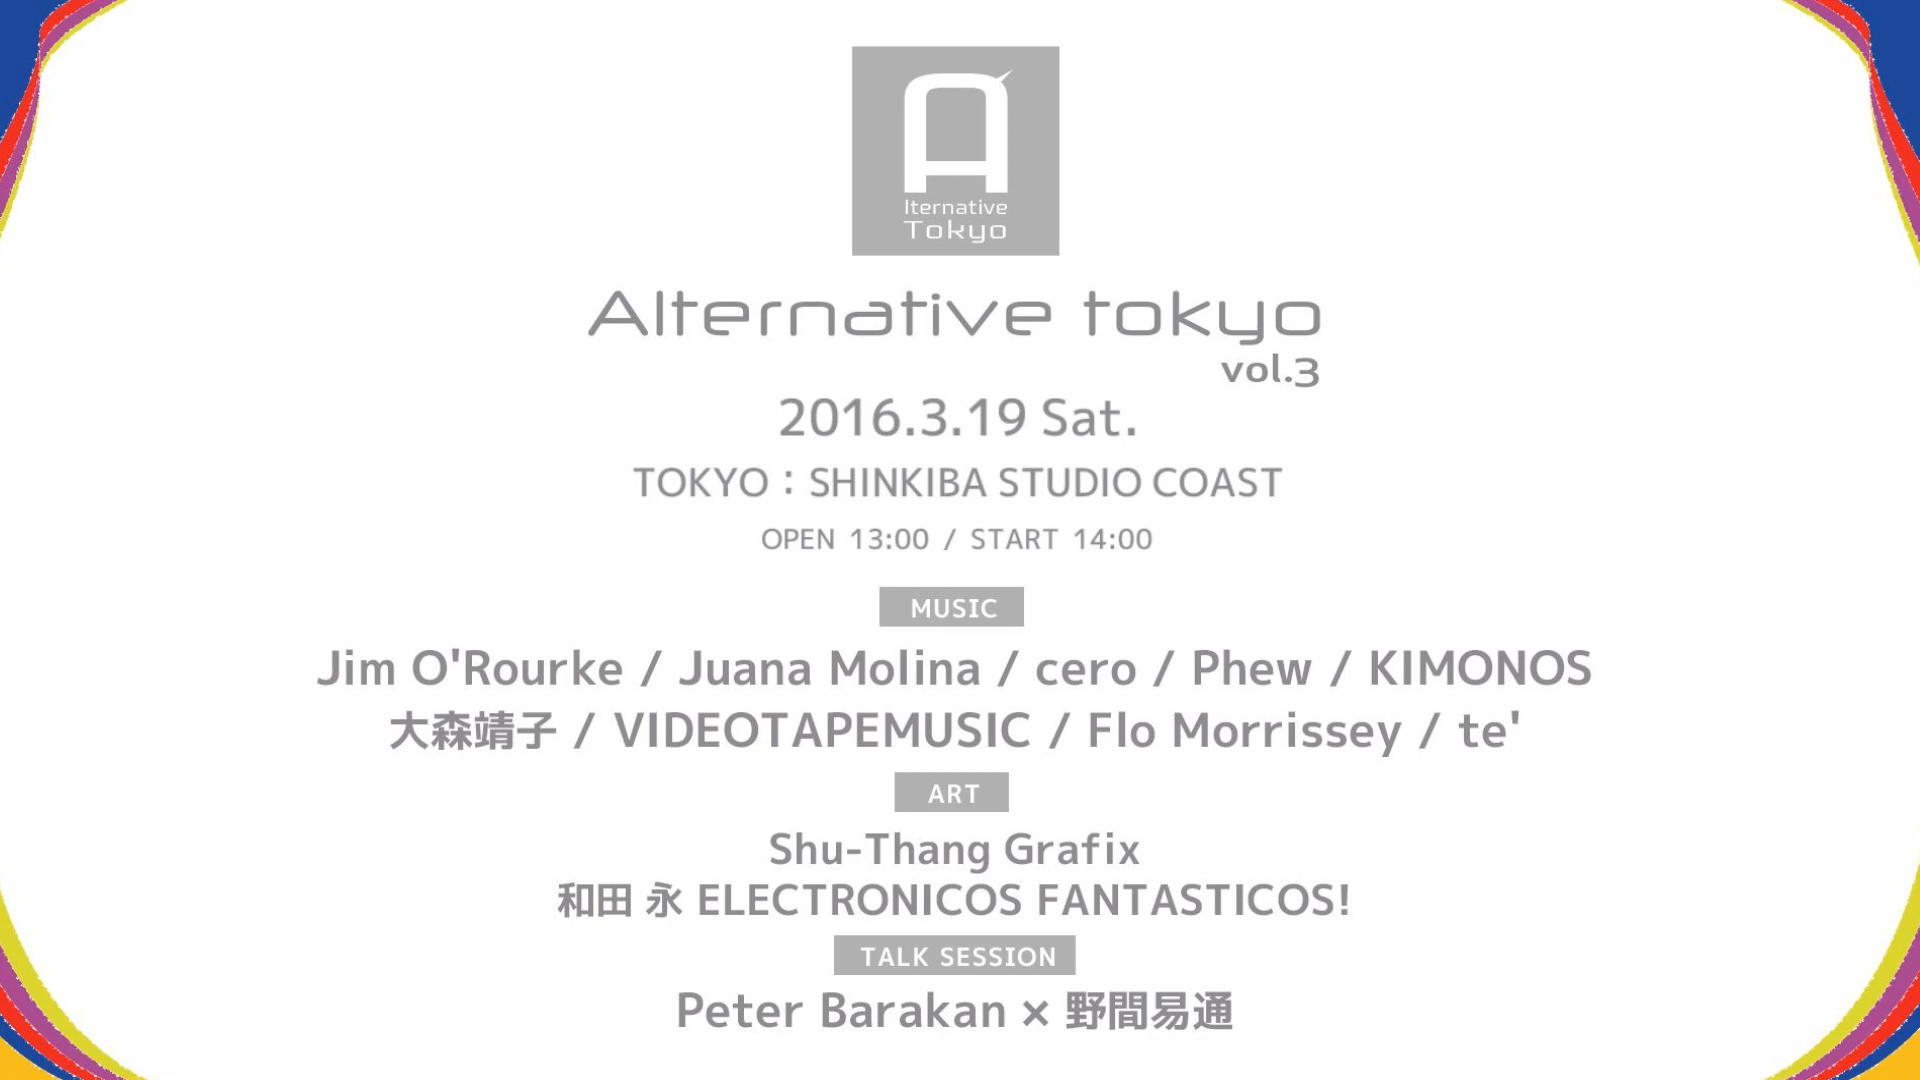 A
lternative
Tokyo
Alternative tokyo
vol.3
2016.3.19 Sat.
TOKYO：SHINKIBA STUDIO COAST
OPEN 13:00 / START 14:00
MUSIC
Jim O'Rourke / Juana Molina / cero / Phew / KIMONOS
大森靖子 / VIDEOTAPEMUSIC / Flo Morrissey / te'
ART
Shu-Thang Grafix
和田 永 ELECTRONICOS FANTASTICOS!
TALK SESSION
Peter Barakan × 野間易通